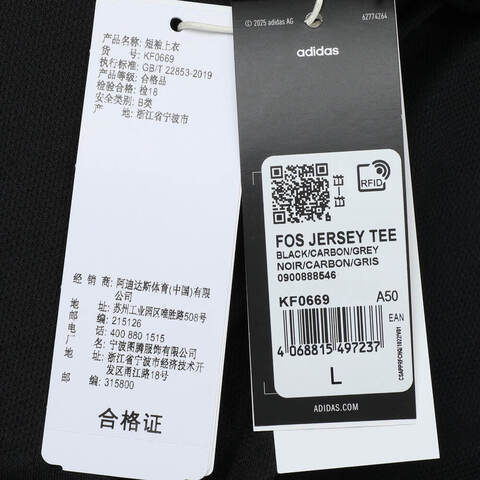 产品名称: 短袖上衣
货 号: KF0669
执行标准: GB/T 22853-2019
产品等级: 合格品
检验合格: 检18
安全类别: B类
产 地: 浙江省宁波市
经 销 商: 阿迪达斯体育(中国)有限公司
地 址: 苏州工业园区唯胜路508号
邮 编: 215126
电 话: 400 880 1515
厂 名: 宁波图腾服饰有限公司
地 址: 浙江省宁波市经济技术开发区甬江路18号
邮 编: 315800
合格证
© 2025 adidas AG
62774264
adidas
RFID
FOS JERSEY TEE
BLACK/CARBON/GREY
NOIR/CARBON/GRIS
0900888546
KF0669 A50
EAN
4 068815 497237
L
ADIDAS.COM